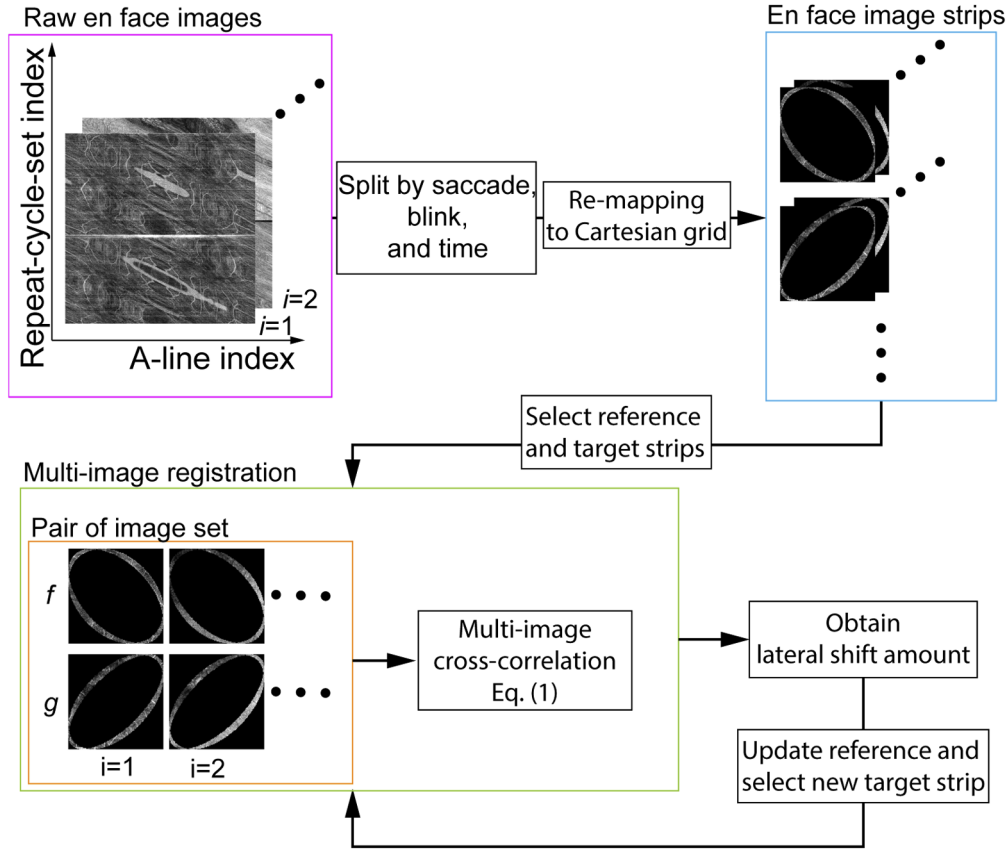 Raw en face images
En face image strips
Repeat-cycle-set index
i=2
i=1
A-line index
Split by saccade,
blink,
and time
Re-mapping
to Cartesian grid
Select reference
and target strips
Multi-image registration
Pair of image set
f
g
i=1
i=2
Multi-image
cross-correlation
Eq. (1)
Obtain
lateral shift amount
Update reference and
select new target strip